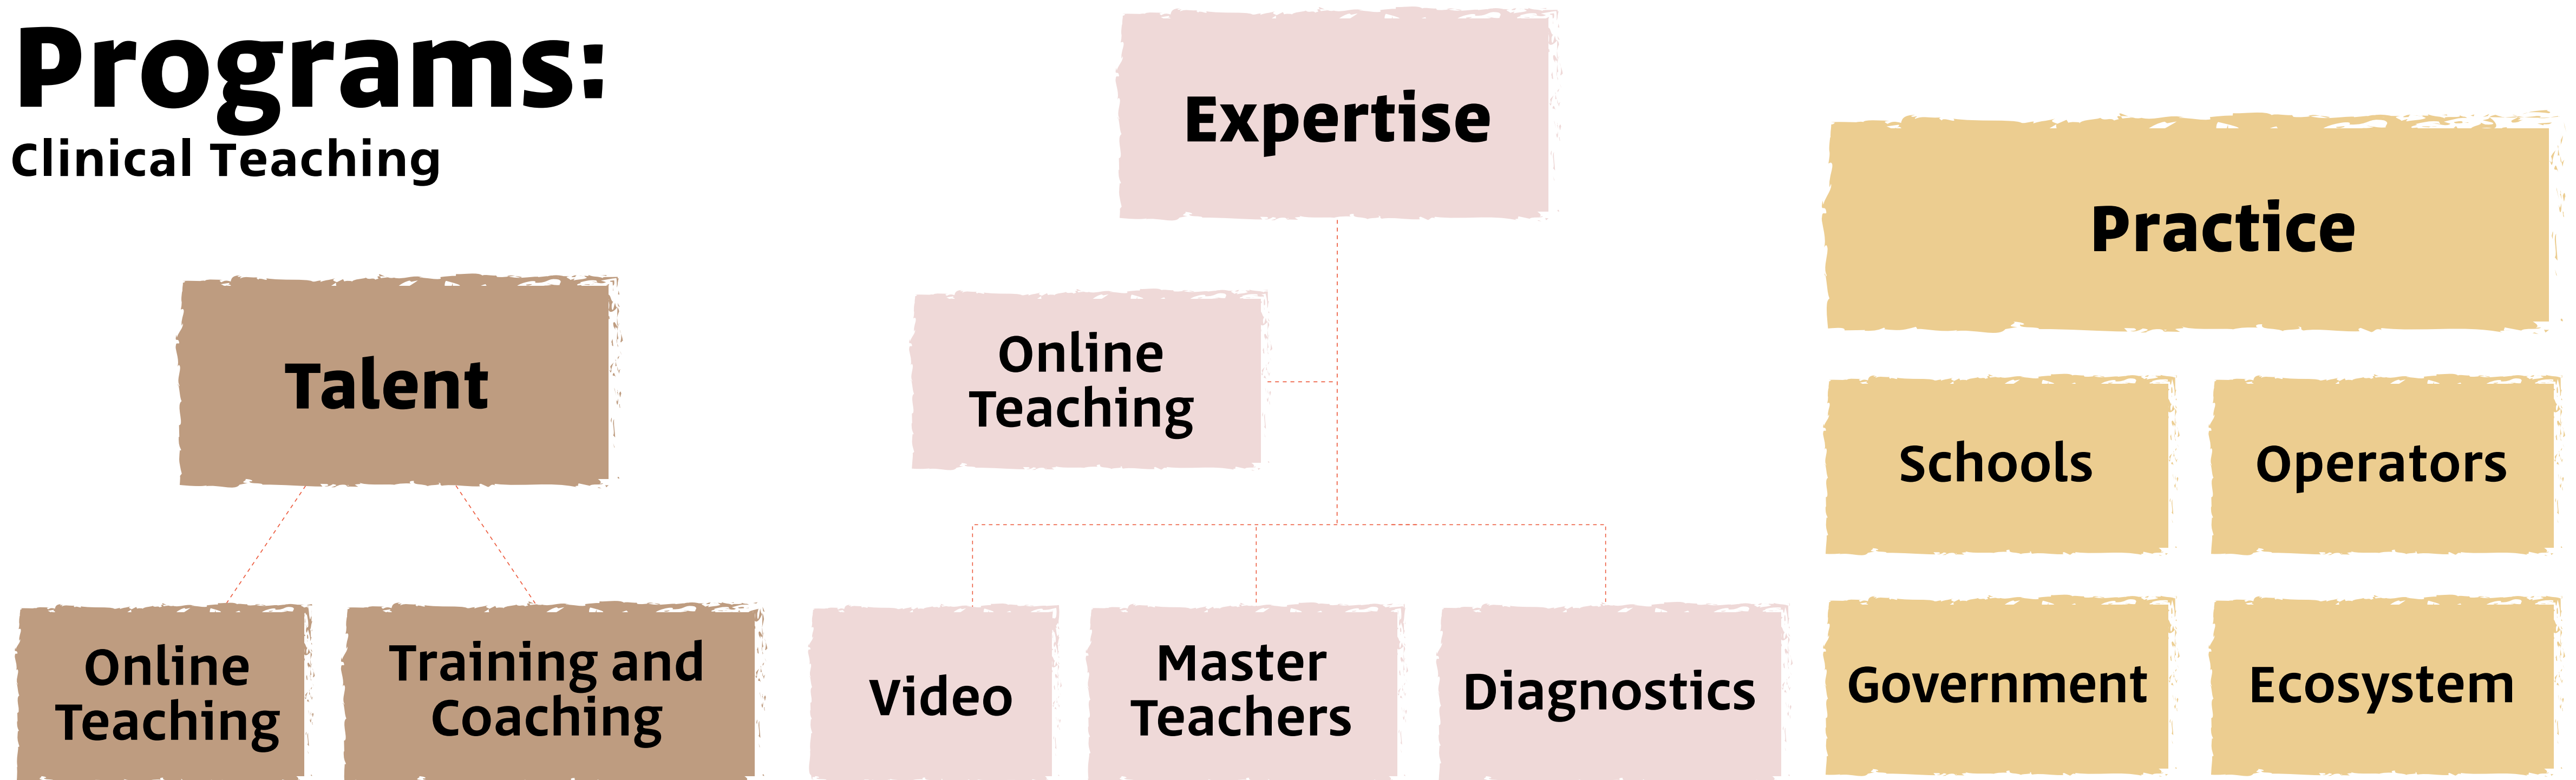 Programs:
Clinical Teaching
Talent
Online
Teaching
Training and
Coaching
Expertise
Online
Teaching
Video
Master
Teachers
Diagnostics
Practice
Schools
Operators
Government
Ecosystem